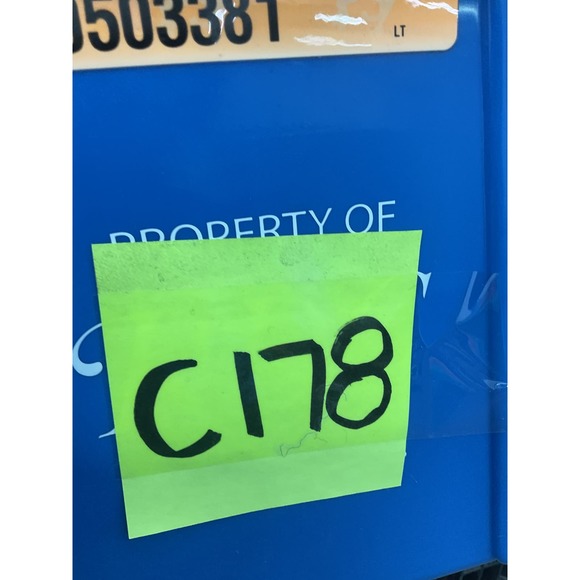 0503381
LT
PROPERTY OF
C178